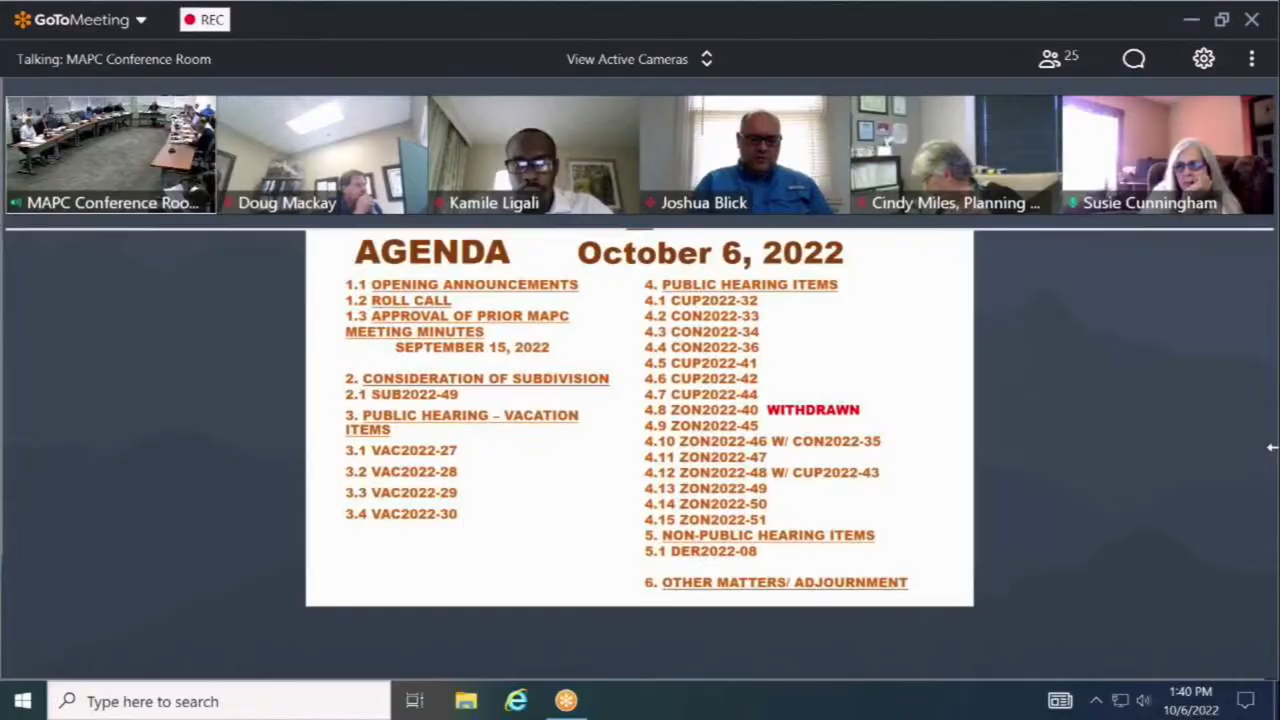 GoToMeeting
REC
Talking: MAPC Conference Room
View Active Cameras
25
MAPC Conference Roo...
Doug Mackay
Kamile Ligali
Joshua Blick
Cindy Miles, Planning ...
Susie Cunningham
AGENDA October 6, 2022
1.1 OPENING ANNOUNCEMENTS
1.2 ROLL CALL
1.3 APPROVAL OF PRIOR MAPC
MEETING MINUTES
SEPTEMBER 15, 2022
2. CONSIDERATION OF SUBDIVISION
2.1 SUB2022-49
3. PUBLIC HEARING – VACATION
ITEMS
3.1 VAC2022-27
3.2 VAC2022-28
3.3 VAC2022-29
3.4 VAC2022-30
4. PUBLIC HEARING ITEMS
4.1 CUP2022-32
4.2 CON2022-33
4.3 CON2022-34
4.4 CON2022-36
4.5 CUP2022-41
4.6 CUP2022-42
4.7 CUP2022-44
4.8 ZON2022-40 WITHDRAWN
4.9 ZON2022-45
4.10 ZON2022-46 W/ CON2022-35
4.11 ZON2022-47
4.12 ZON2022-48 W/ CUP2022-43
4.13 ZON2022-49
4.14 ZON2022-50
4.15 ZON2022-51
5. NON-PUBLIC HEARING ITEMS
5.1 DER2022-08
6. OTHER MATTERS/ ADJOURNMENT
Type here to search
1:40 PM
10/6/2022